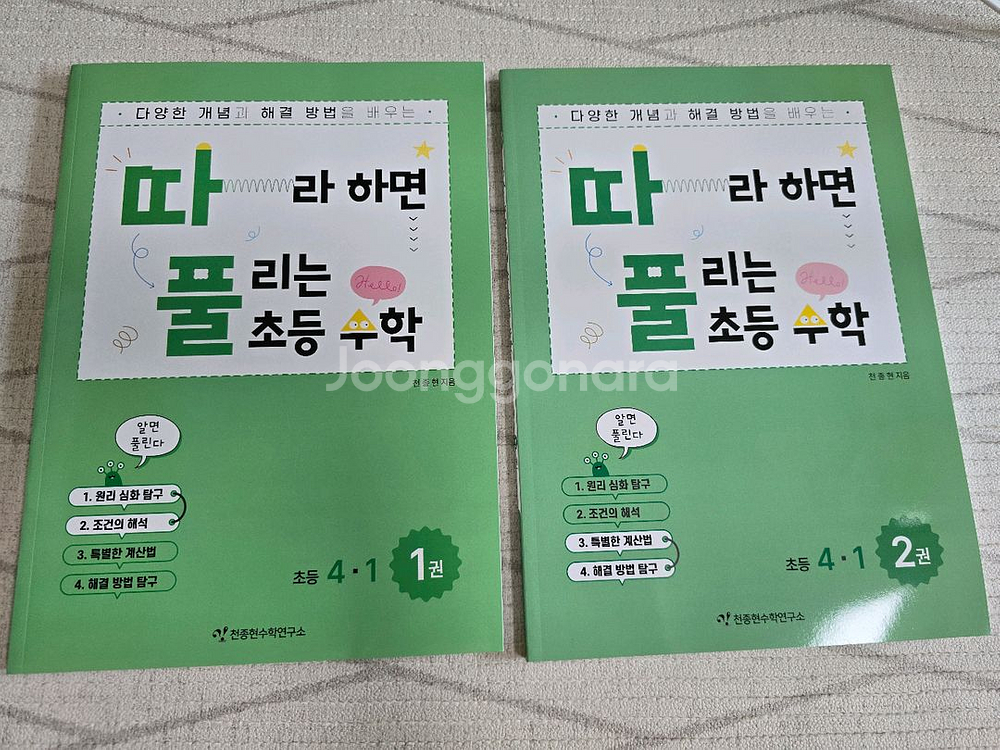 · 다양한 개념과 해결 방법을 배우는 ·
따라 하면
풀리는
Hello!
초등 수학
천종현 지음
알면
풀린다
1. 원리 심화 탐구
2. 조건의 해석
3. 특별한 계산법
4. 해결 방법 탐구
초등 4·1 1권
천종현수학연구소
· 다양한 개념과 해결 방법을 배우는 ·
따라 하면
풀리는
Hello!
초등 수학
천종현 지음
알면
풀린다
1. 원리 심화 탐구
2. 조건의 해석
3. 특별한 계산법
4. 해결 방법 탐구
초등 4·1 2권
천종현수학연구소
Joonggonara